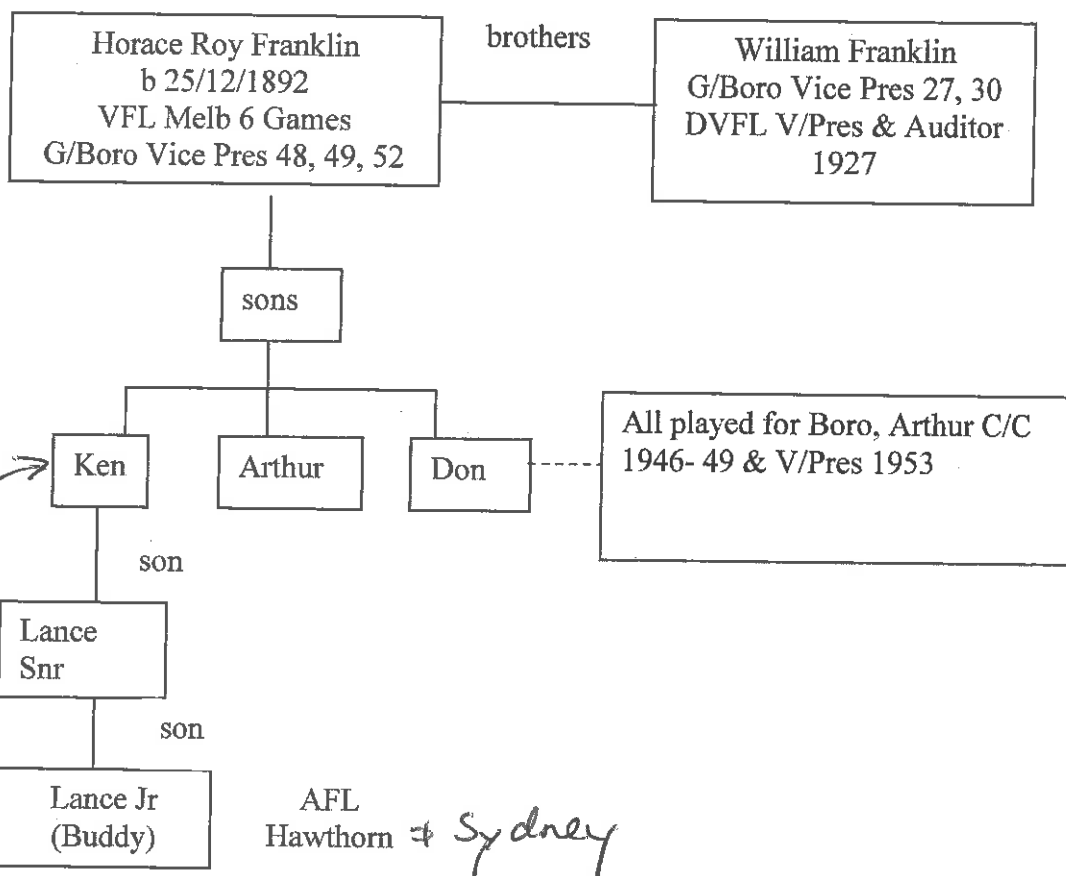 Horace Roy Franklin
b 25/12/1892
VFL Melb 6 Games
G/Boro Vice Pres 48, 49, 52
brothers
William Franklin
G/Boro Vice Pres 27, 30
DVFL V/Pres & Auditor
1927
sons
Ken
Arthur
Don
All played for Boro, Arthur C/C
1946- 49 & V/Pres 1953
son
Lance
Snr
son
Lance Jr
(Buddy)
AFL
Hawthorn & Sydney